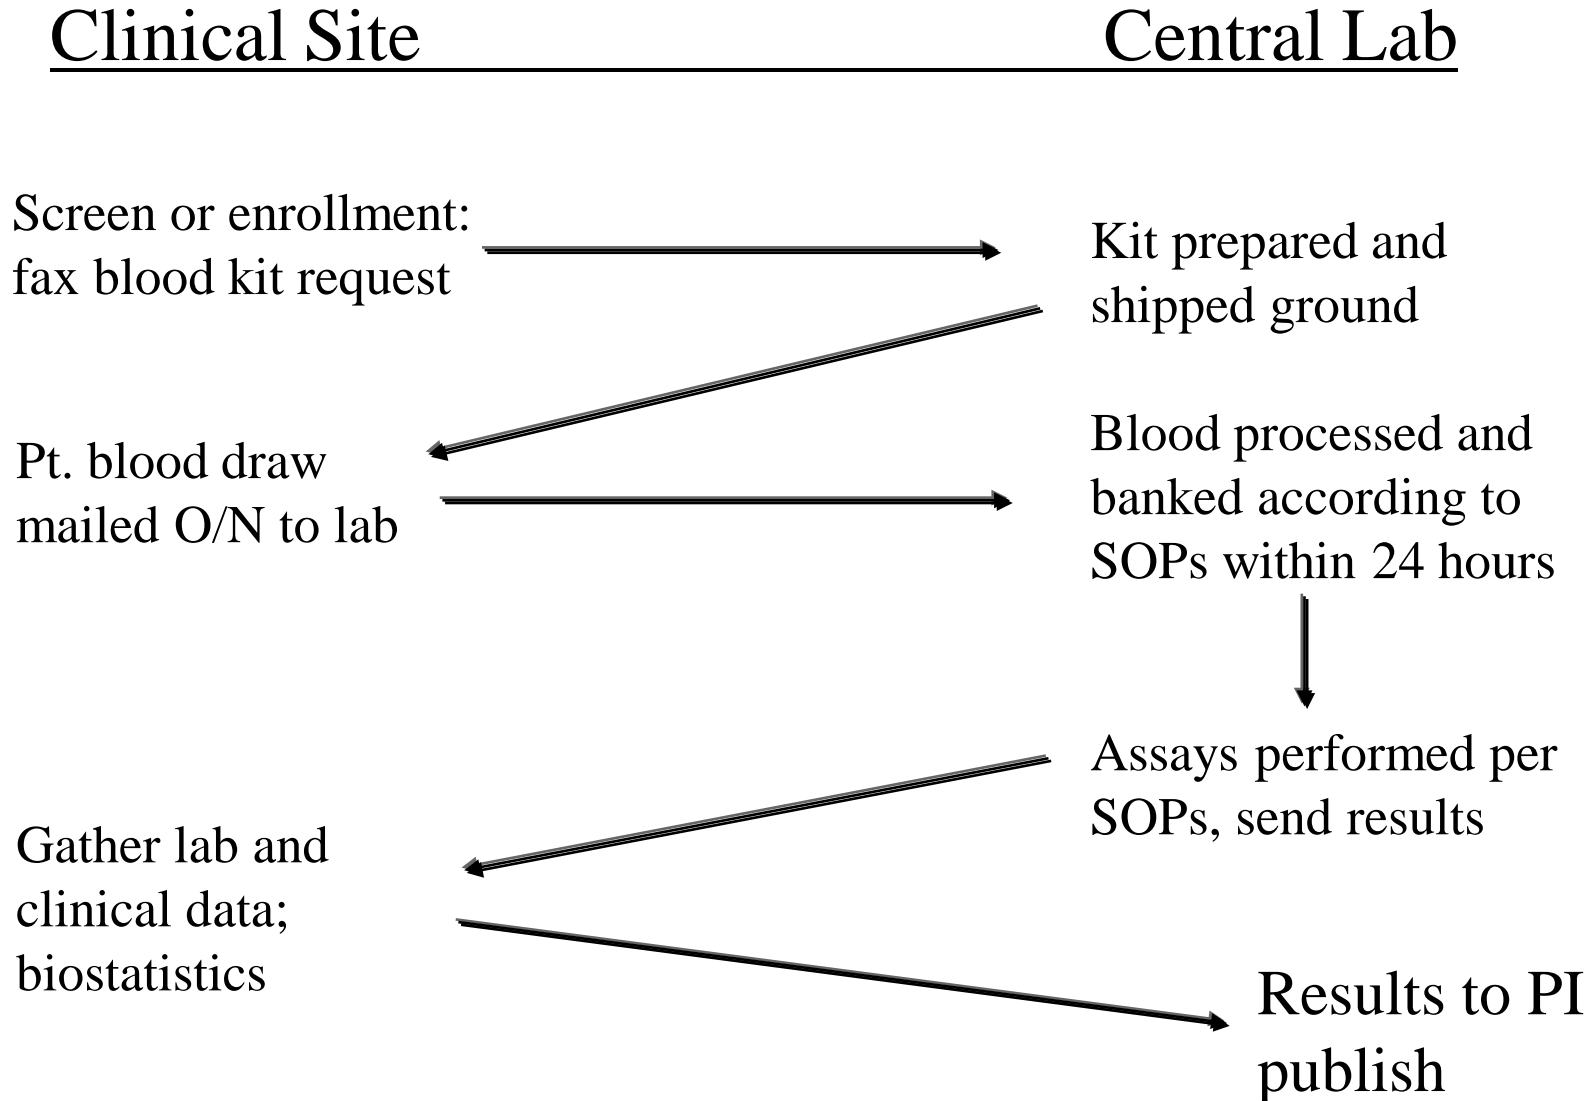 Clinical Site
Central Lab
Screen or enrollment:
fax blood kit request
Kit prepared and
shipped ground
Pt. blood draw
mailed O/N to lab
Blood processed and
banked according to
SOPs within 24 hours
Assays performed per
SOPs, send results
Gather lab and
clinical data;
biostatistics
Results to PI
publish